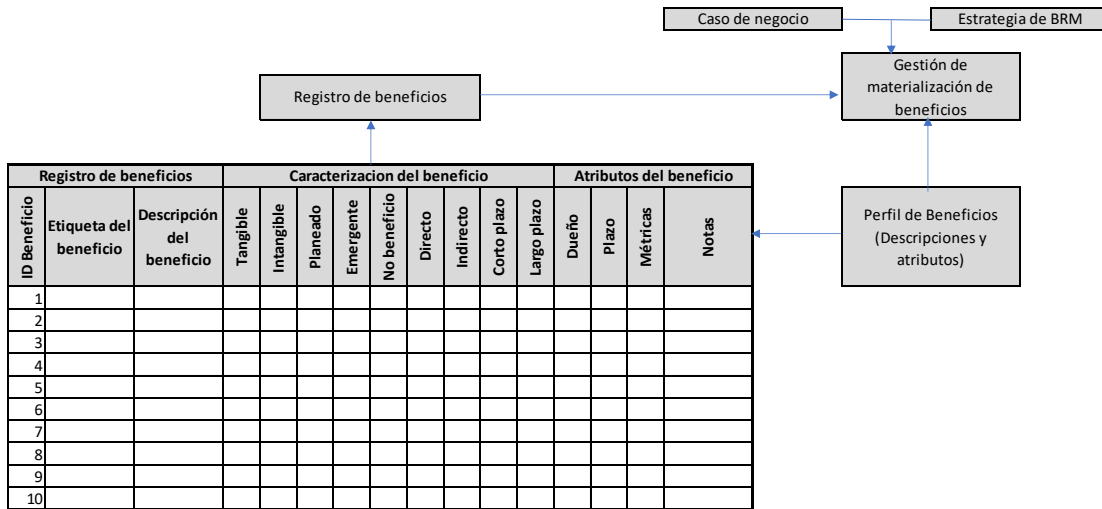 Caso de negocio
Estrategia de BRM
Gestión de
materialización de
beneficios
Registro de beneficios
Registro de beneficios
Caracterizacion del beneficio
Atributos del beneficio
ID Beneficio
Etiqueta del
beneficio
Descripción
del
beneficio
Tangible
Intangible
Planeado
Emergente
No beneficio
Directo
Indirecto
Corto plazo
Largo plazo
Dueño
Plazo
Métricas
Notas
Perfil de Beneficios
(Descripciones y
atributos)
1
2
3
4
5
6
7
8
9
10